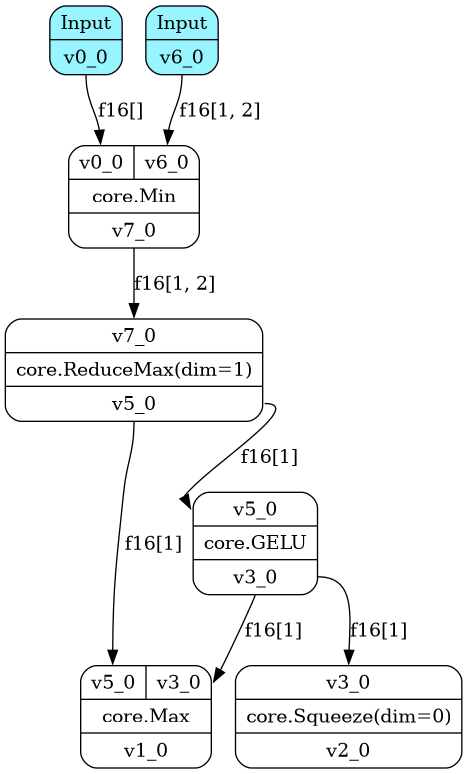 Input
v0_0
Input
v6_0
f16[]
f16[1, 2]
v0_0
v6_0
core.Min
v7_0
f16[1, 2]
v7_0
core.ReduceMax(dim=1)
v5_0
f16[1]
f16[1]
v5_0
core.GELU
v3_0
f16[1]
f16[1]
v5_0
v3_0
core.Max
v1_0
v3_0
core.Squeeze(dim=0)
v2_0